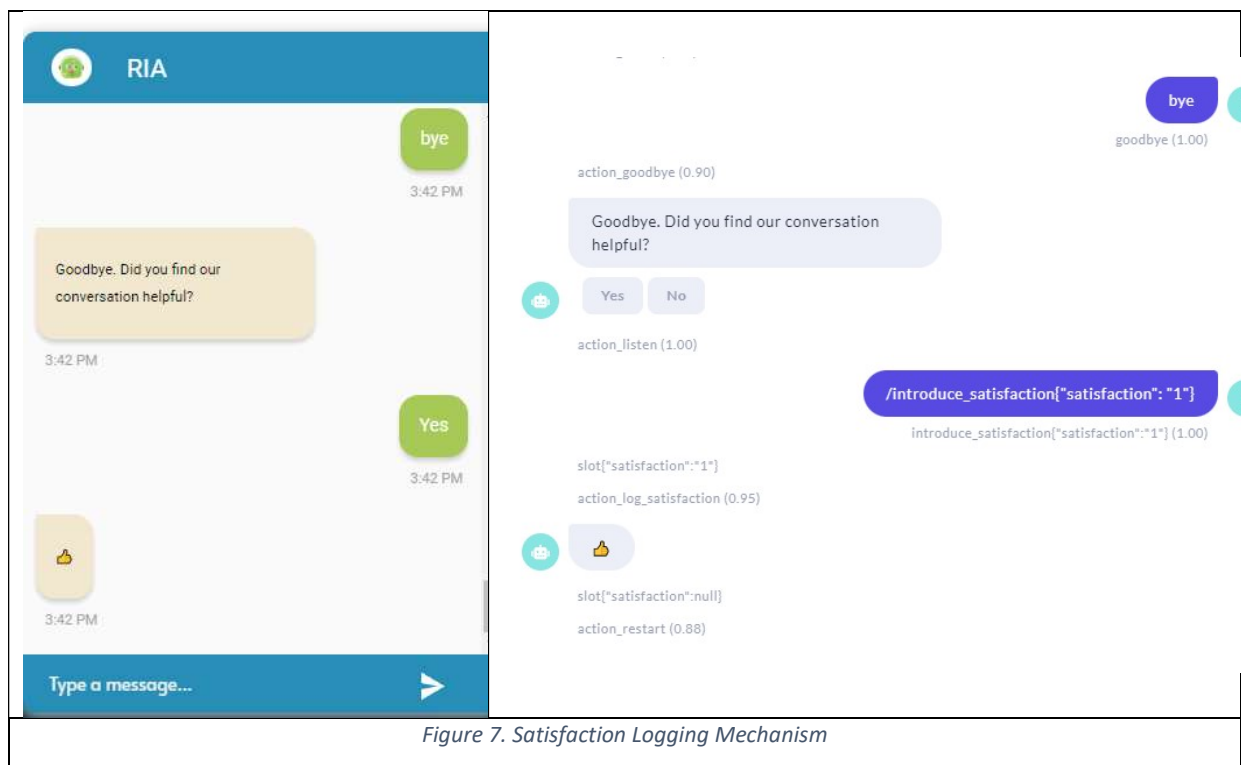 RIA
bye
3:42 PM
Goodbye. Did you find our
conversation helpful?
3:42 PM
Yes
3:42 PM
👍
3:42 PM
Type a message...
bye
goodbye (1.00)
action_goodbye (0.90)
Goodbye. Did you find our conversation
helpful?
Yes No
action_listen (1.00)
/introduce_satisfaction{"satisfaction": "1"}
introduce_satisfaction{"satisfaction":"1"} (1.00)
slot{"satisfaction":"1"}
action_log_satisfaction (0.95)
👍
slot{"satisfaction":null}
action_restart (0.88)
Figure 7. Satisfaction Logging Mechanism